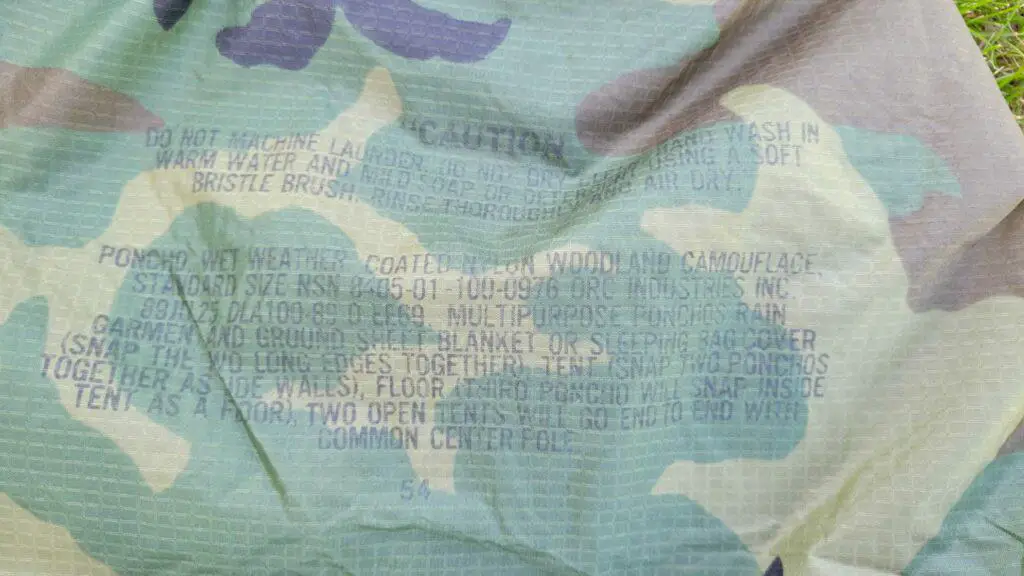 "CAUTION
DO NOT MACHINE LAUNDER. DO NOT DRY HAND WASH IN
WARM WATER AND MILD SOAP OR USING A SOFT
BRISTLE BRUSH. RINSE THOROUGHLY AND AIR DRY.
PONCHO WET WEATHER, COATED NYLON WOODLAND CAMOUFLAGE,
STANDARD SIZE NSN 8405-01-100-0976 ORC INDUSTRIES INC.
DLA100-89-D MULTIPURPOSE PONCHOS RAIN
GARMENT AND GROUND SHEET BLANKET OR SLEEPING BAG COVER
(SNAP THE TWO LONG EDGES TOGETHER) TENT (SNAP TWO PONCHOS
TOGETHER AS SIDE WALLS), FLOOR (THIRD PONCHO WILL SNAP INSIDE
TENT AS A FLOOR), TWO OPEN TENTS WILL GO END TO END WITH
COMMON CENTER POLE
54